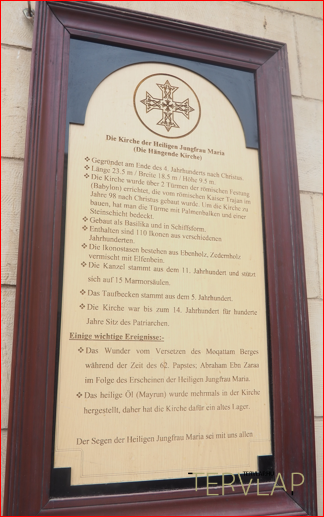 Die Kirche der Heiligen Jungfrau Maria
(Die Hängende Kirche)
❖ Gegründet am Ende des 4. Jahrhunderts nach Christus.
❖ Länge 23.5 m / Breite 18.5 m / Höhe 9.5 m.
❖ Die Kirche wurde über 2 Türmen der römischen Festung
(Babylon) errichtet, die vom römischen Kaiser Trajan im
Jahre 98 nach Christus gebaut wurde. Um die Kirche zu
bauen, hat man die Türme mit Palmenbalken und einer
Steinschicht bedeckt.
❖ Gebaut als Basilika und in Schiffsform.
❖ Enthalten sind 110 Ikonen aus verschiedenen
Jahrhunderten.
❖ Die Ikonostasen bestehen aus Ebenholz, Zedernholz
vermischt mit Elfenbein.
❖ Die Kanzel stammt aus dem 11. Jahrhundert und stützt
sich auf 15 Marmorsäulen.
❖ Das Taufbecken stammt aus dem 5. Jahrhundert.
❖ Die Kirche war bis zum 14. Jahrhundert für hunderte
Jahre Sitz des Patriarchen.
Einige wichtige Ereignisse:-
❖ Das Wunder vom Versetzen des Moqattam Berges
während der Zeit des 62. Papstes; Abraham Ebn Zaraa
im Folge des Erscheinen der Heiligen Jungfrau Maria.
❖ Das heilige Öl (Mayrun) wurde mehrmals in der Kirche
hergestellt, daher hat die Kirche dafür ein altes Lager.
Der Segen der Heiligen Jungfrau Maria sei mit uns allen
TERVLAP